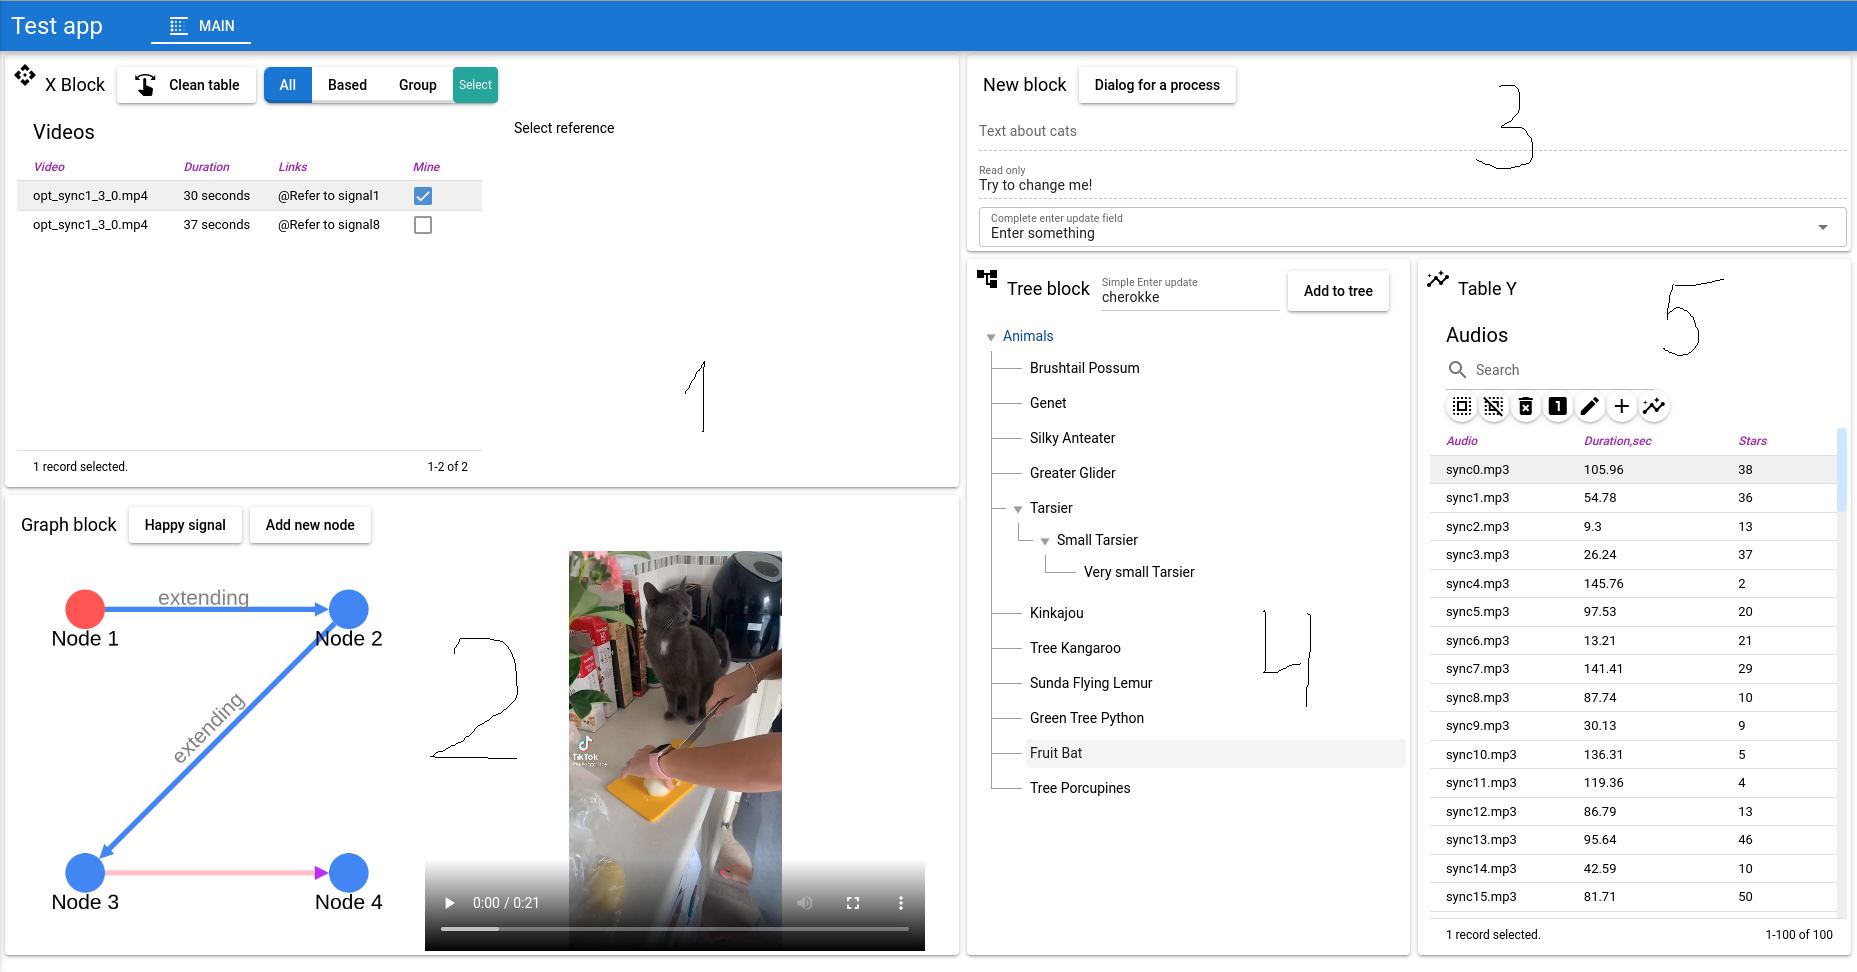 Test app
MAIN
X Block
Clean table
All
Based
Group
Select
Videos
Select reference
Video Duration Links Mine
opt_sync1_3_0.mp4 30 seconds @Refer to signal1
opt_sync1_3_0.mp4 37 seconds @Refer to signal8
1
1 record selected. 1-2 of 2
Graph block
Happy signal
Add new node
extending
Node 1
Node 2
extending
Node 3
Node 4
2
TikTok
0:00 / 0:21
New block
Dialog for a process
3
Text about cats
Read only
Try to change me!
Complete enter update field
Enter something
Tree block
Simple Enter update
cherokke
Add to tree
Animals
Brushtail Possum
Genet
Silky Anteater
Greater Glider
Tarsier
Small Tarsier
Very small Tarsier
Kinkajou
Tree Kangaroo
Sunda Flying Lemur
Green Tree Python
Fruit Bat
Tree Porcupines
4
Table Y
5
Audios
Search
1
Audio Duration,sec Stars
sync0.mp3 105.96 38
sync1.mp3 54.78 36
sync2.mp3 9.3 13
sync3.mp3 26.24 37
sync4.mp3 145.76 2
sync5.mp3 97.53 20
sync6.mp3 13.21 21
sync7.mp3 141.41 29
sync8.mp3 87.74 10
sync9.mp3 30.13 9
sync10.mp3 136.31 5
sync11.mp3 119.36 4
sync12.mp3 86.79 13
sync13.mp3 95.64 46
sync14.mp3 42.59 10
sync15.mp3 81.71 50
1 record selected. 1-100 of 100